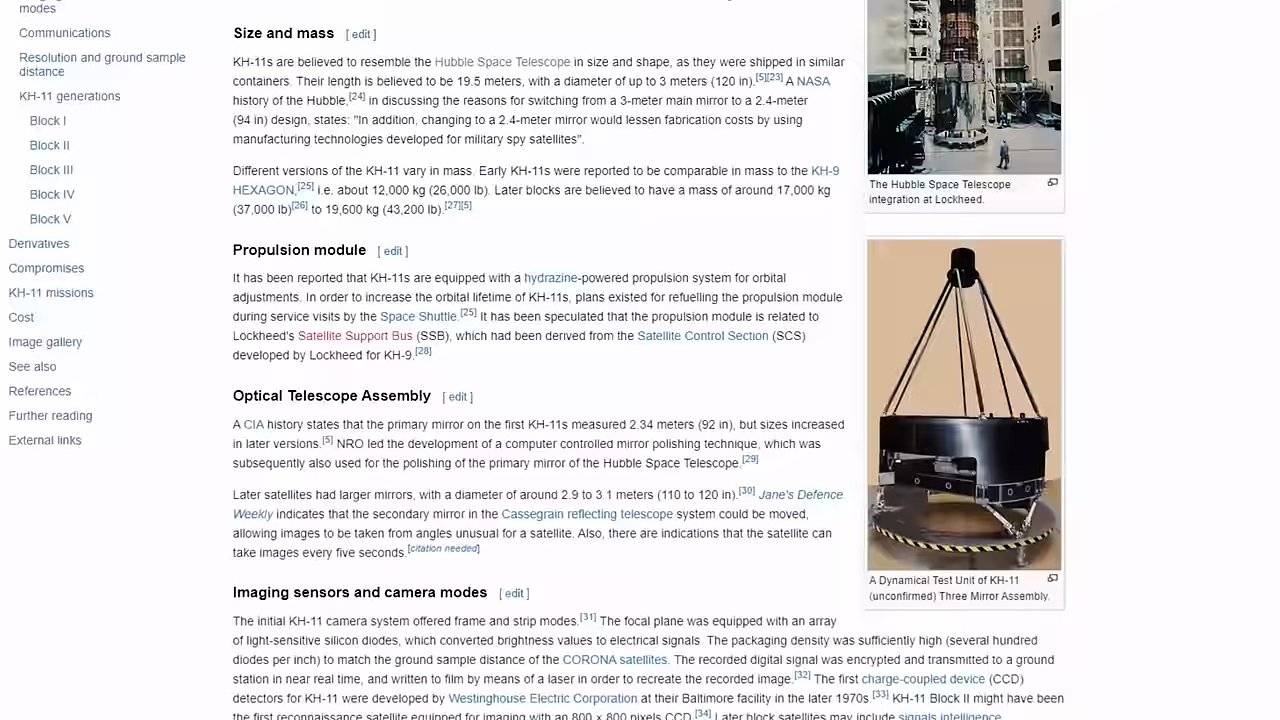 modes
Communications
Resolution and ground sample
distance
KH-11 generations
Block I
Block II
Block III
Block IV
Block V
Derivatives
Compromises
KH-11 missions
Cost
Image gallery
See also
References
Further reading
External links
Size and mass [ edit ]
KH-11s are believed to resemble the Hubble Space Telescope in size and shape, as they were shipped in similar
containers. Their length is believed to be 19.5 meters, with a diameter of up to 3 meters (120 in).[5][23] A NASA
history of the Hubble,[24] in discussing the reasons for switching from a 3-meter main mirror to a 2.4-meter
(94 in) design, states: "In addition, changing to a 2.4-meter mirror would lessen fabrication costs by using
manufacturing technologies developed for military spy satellites".
Different versions of the KH-11 vary in mass. Early KH-11s were reported to be comparable in mass to the KH-9
HEXAGON,[25] i.e. about 12,000 kg (26,000 lb). Later blocks are believed to have a mass of around 17,000 kg
(37,000 lb)[26] to 19,600 kg (43,200 lb).[27][5]
Propulsion module [ edit ]
It has been reported that KH-11s are equipped with a hydrazine-powered propulsion system for orbital
adjustments. In order to increase the orbital lifetime of KH-11s, plans existed for refuelling the propulsion module
during service visits by the Space Shuttle.[25] It has been speculated that the propulsion module is related to
Lockheed's Satellite Support Bus (SSB), which had been derived from the Satellite Control Section (SCS)
developed by Lockheed for KH-9.[28]
Optical Telescope Assembly [ edit ]
A CIA history states that the primary mirror on the first KH-11s measured 2.34 meters (92 in), but sizes increased
in later versions.[5] NRO led the development of a computer controlled mirror polishing technique, which was
subsequently also used for the polishing of the primary mirror of the Hubble Space Telescope.[29]
Later satellites had larger mirrors, with a diameter of around 2.9 to 3.1 meters (110 to 120 in).[30] Jane's Defence
Weekly indicates that the secondary mirror in the Cassegrain reflecting telescope system could be moved,
allowing images to be taken from angles unusual for a satellite. Also, there are indications that the satellite can
take images every five seconds.[citation needed]
Imaging sensors and camera modes [ edit ]
The initial KH-11 camera system offered frame and strip modes.[31] The focal plane was equipped with an array
of light-sensitive silicon diodes, which converted brightness values to electrical signals. The packaging density was sufficiently high (several hundred
diodes per inch) to match the ground sample distance of the CORONA satellites. The recorded digital signal was encrypted and transmitted to a ground
station in near real time, and written to film by means of a laser in order to recreate the recorded image.[32] The first charge-coupled device (CCD)
detectors for KH-11 were developed by Westinghouse Electric Corporation at their Baltimore facility in the later 1970s.[33] KH-11 Block II might have been
the first reconnaissance satellite equipped for imaging with an 800 × 800 pixels CCD.[34] Later block satellites may include signals intelligence
The Hubble Space Telescope
integration at Lockheed.
A Dynamical Test Unit of KH-11
(unconfirmed) Three Mirror Assembly.